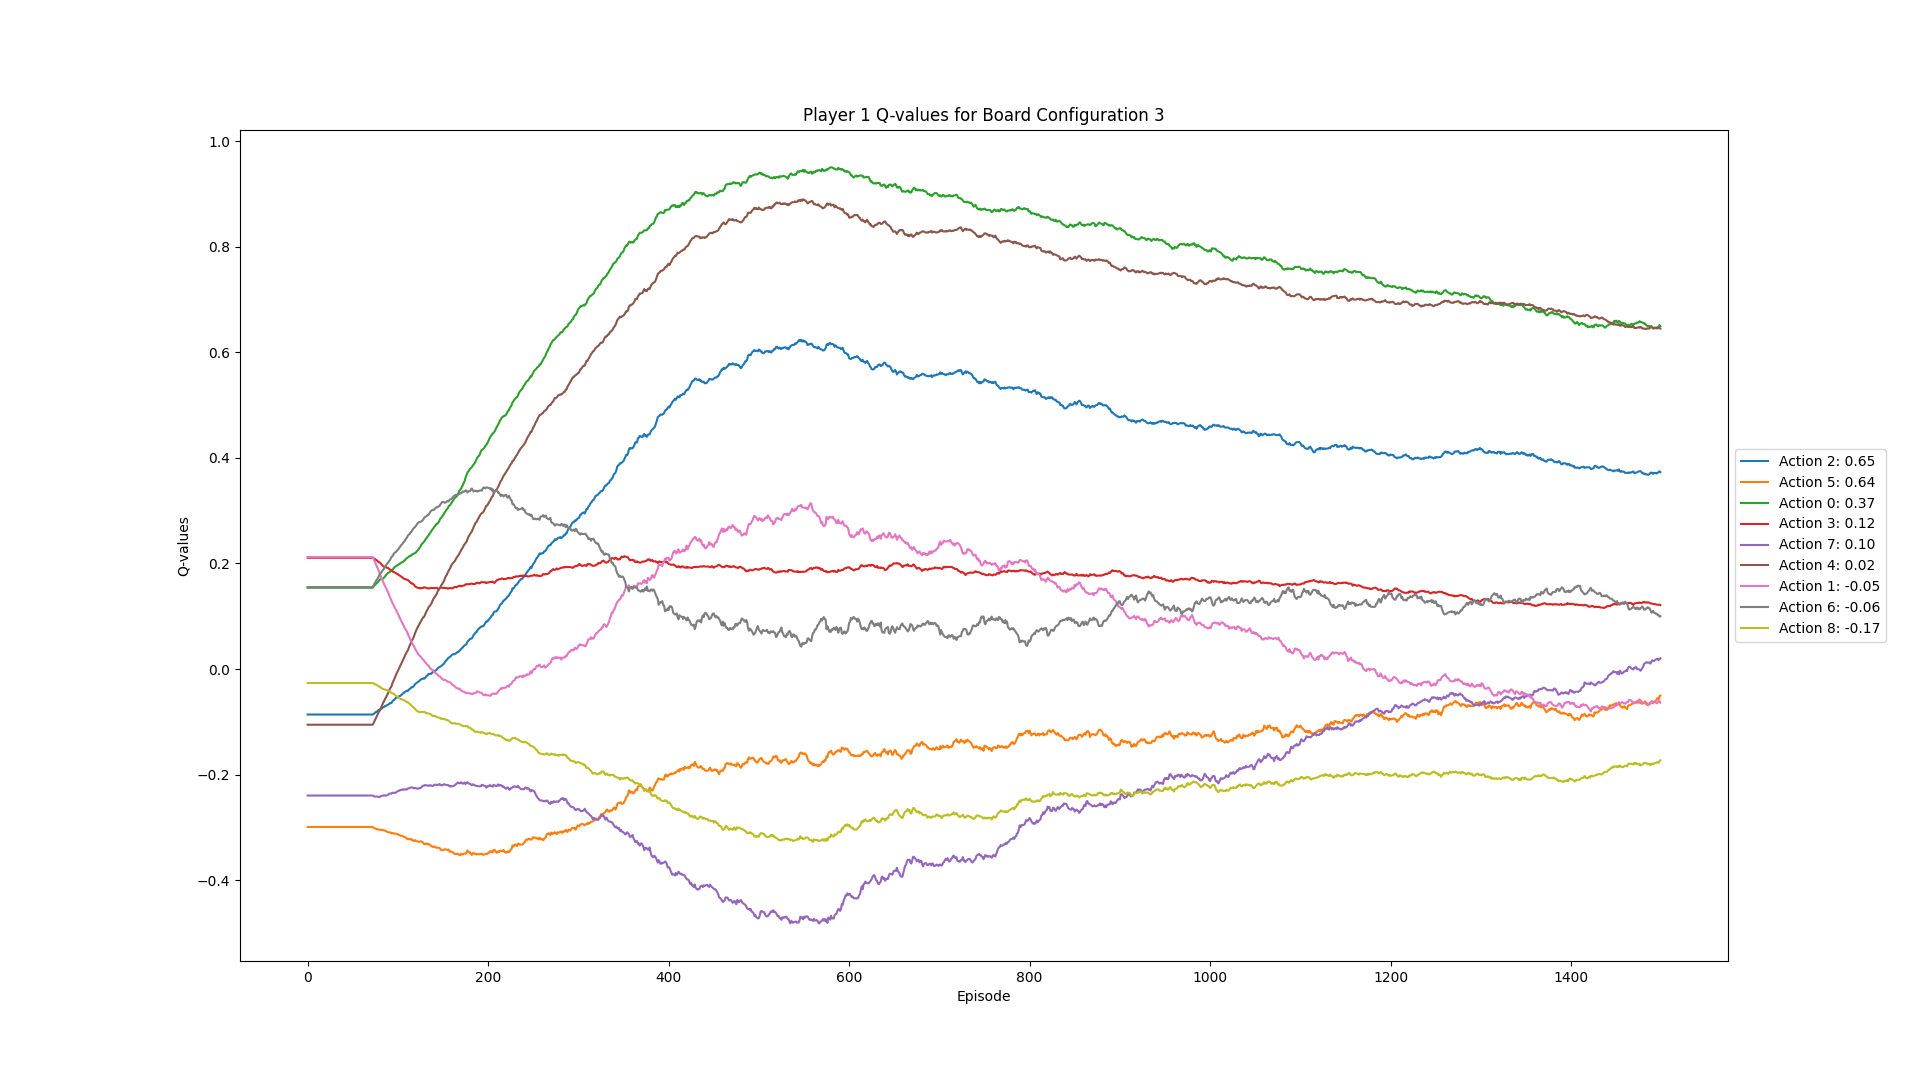 Player 1 Q-values for Board Configuration 3
1.0
0.8
0.6
0.4
0.2
0.0
−0.2
−0.4
Q-values
0 200 400 600 800 1000 1200 1400
Episode
Action 2: 0.65
Action 5: 0.64
Action 0: 0.37
Action 3: 0.12
Action 7: 0.10
Action 4: 0.02
Action 1: -0.05
Action 6: -0.06
Action 8: -0.17